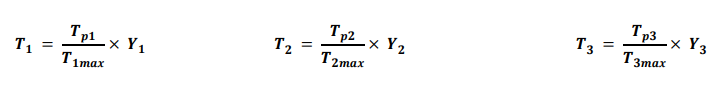 T₁ = Tₚ₁ / T₁ₘₐₓ × Y₁
T₂ = Tₚ₂ / T₂ₘₐₓ × Y₂
T₃ = Tₚ₃ / T₃ₘₐₓ × Y₃